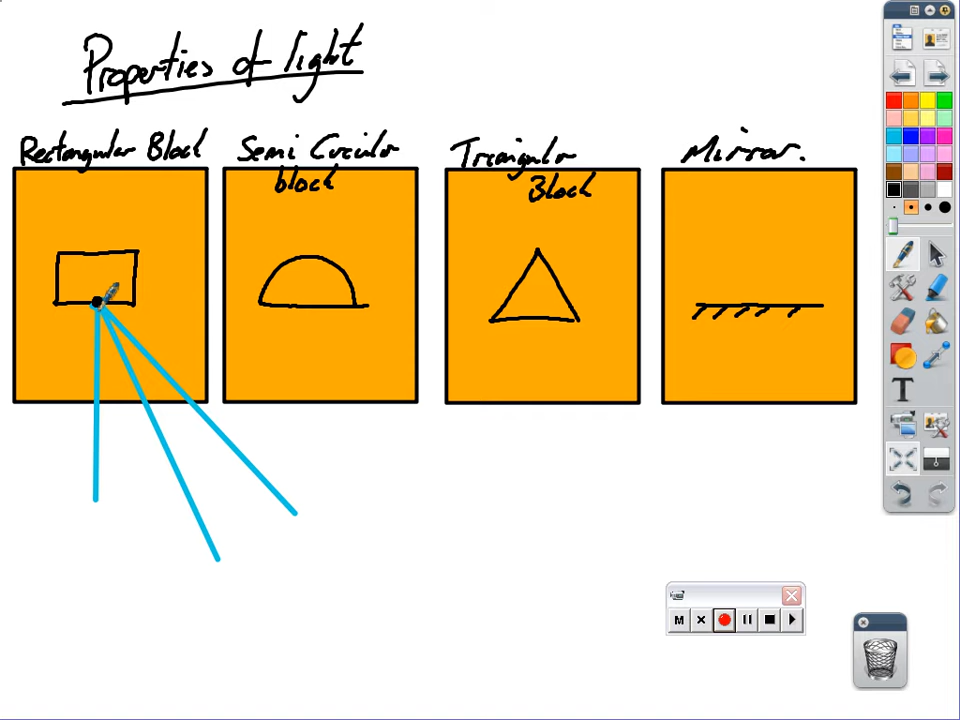 Properties of light
Rectangular Block
Semi Circular
block
Triangular
Block
Mirror.
T
M